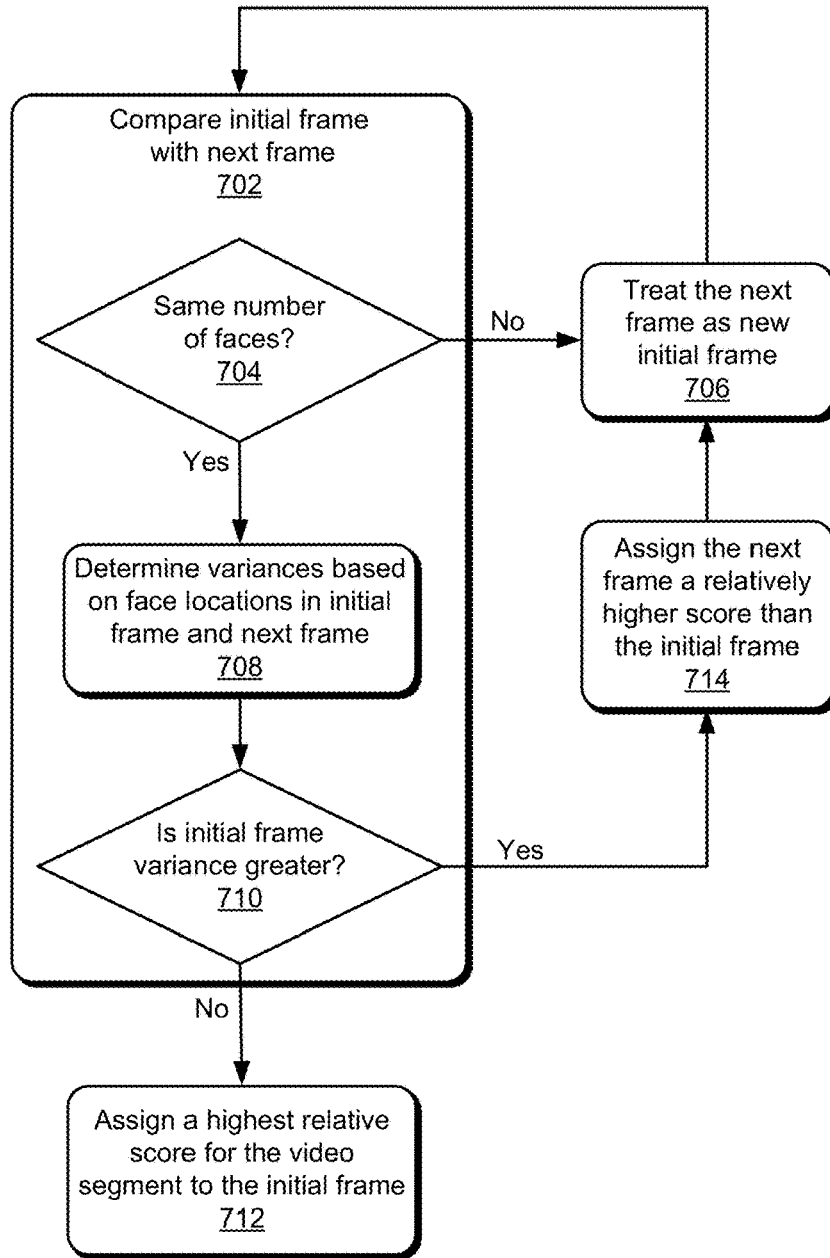 Compare initial frame
with next frame
702
Same number
of faces?
704
No
Treat the next
frame as new
initial frame
706
Yes
Determine variances based
on face locations in initial
frame and next frame
708
Assign the next
frame a relatively
higher score than
the initial frame
714
Is initial frame
variance greater?
710
Yes
No
Assign a highest relative
score for the video
segment to the initial frame
712